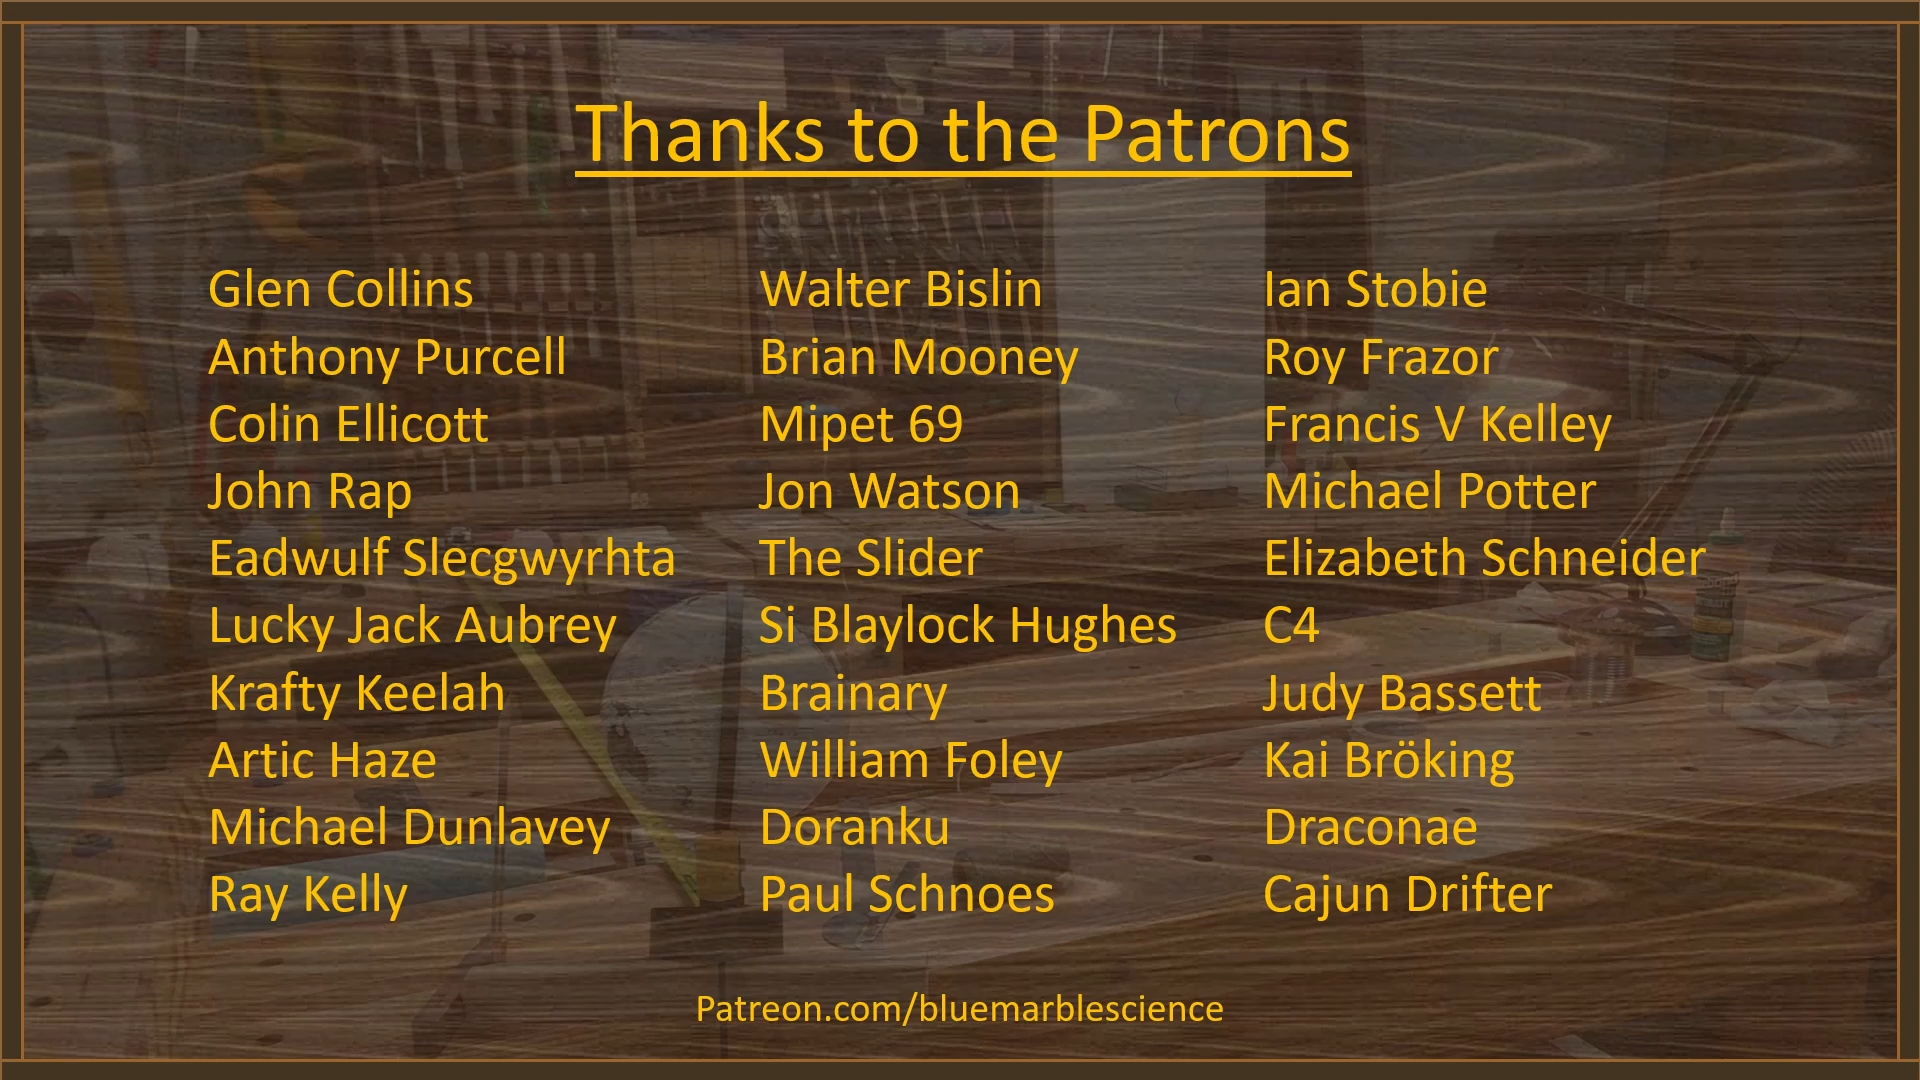 Thanks to the Patrons
Glen Collins
Anthony Purcell
Colin Ellicott
John Rap
Eadwulf Slecgwyrhta
Lucky Jack Aubrey
Krafty Keelah
Artic Haze
Michael Dunlavey
Ray Kelly
Walter Bislin
Brian Mooney
Mipet 69
Jon Watson
The Slider
Si Blaylock Hughes
Brainary
William Foley
Doranku
Paul Schnoes
Ian Stobie
Roy Frazor
Francis V Kelley
Michael Potter
Elizabeth Schneider
C4
Judy Bassett
Kai Bröking
Draconae
Cajun Drifter
Patreon.com/bluemarblescience